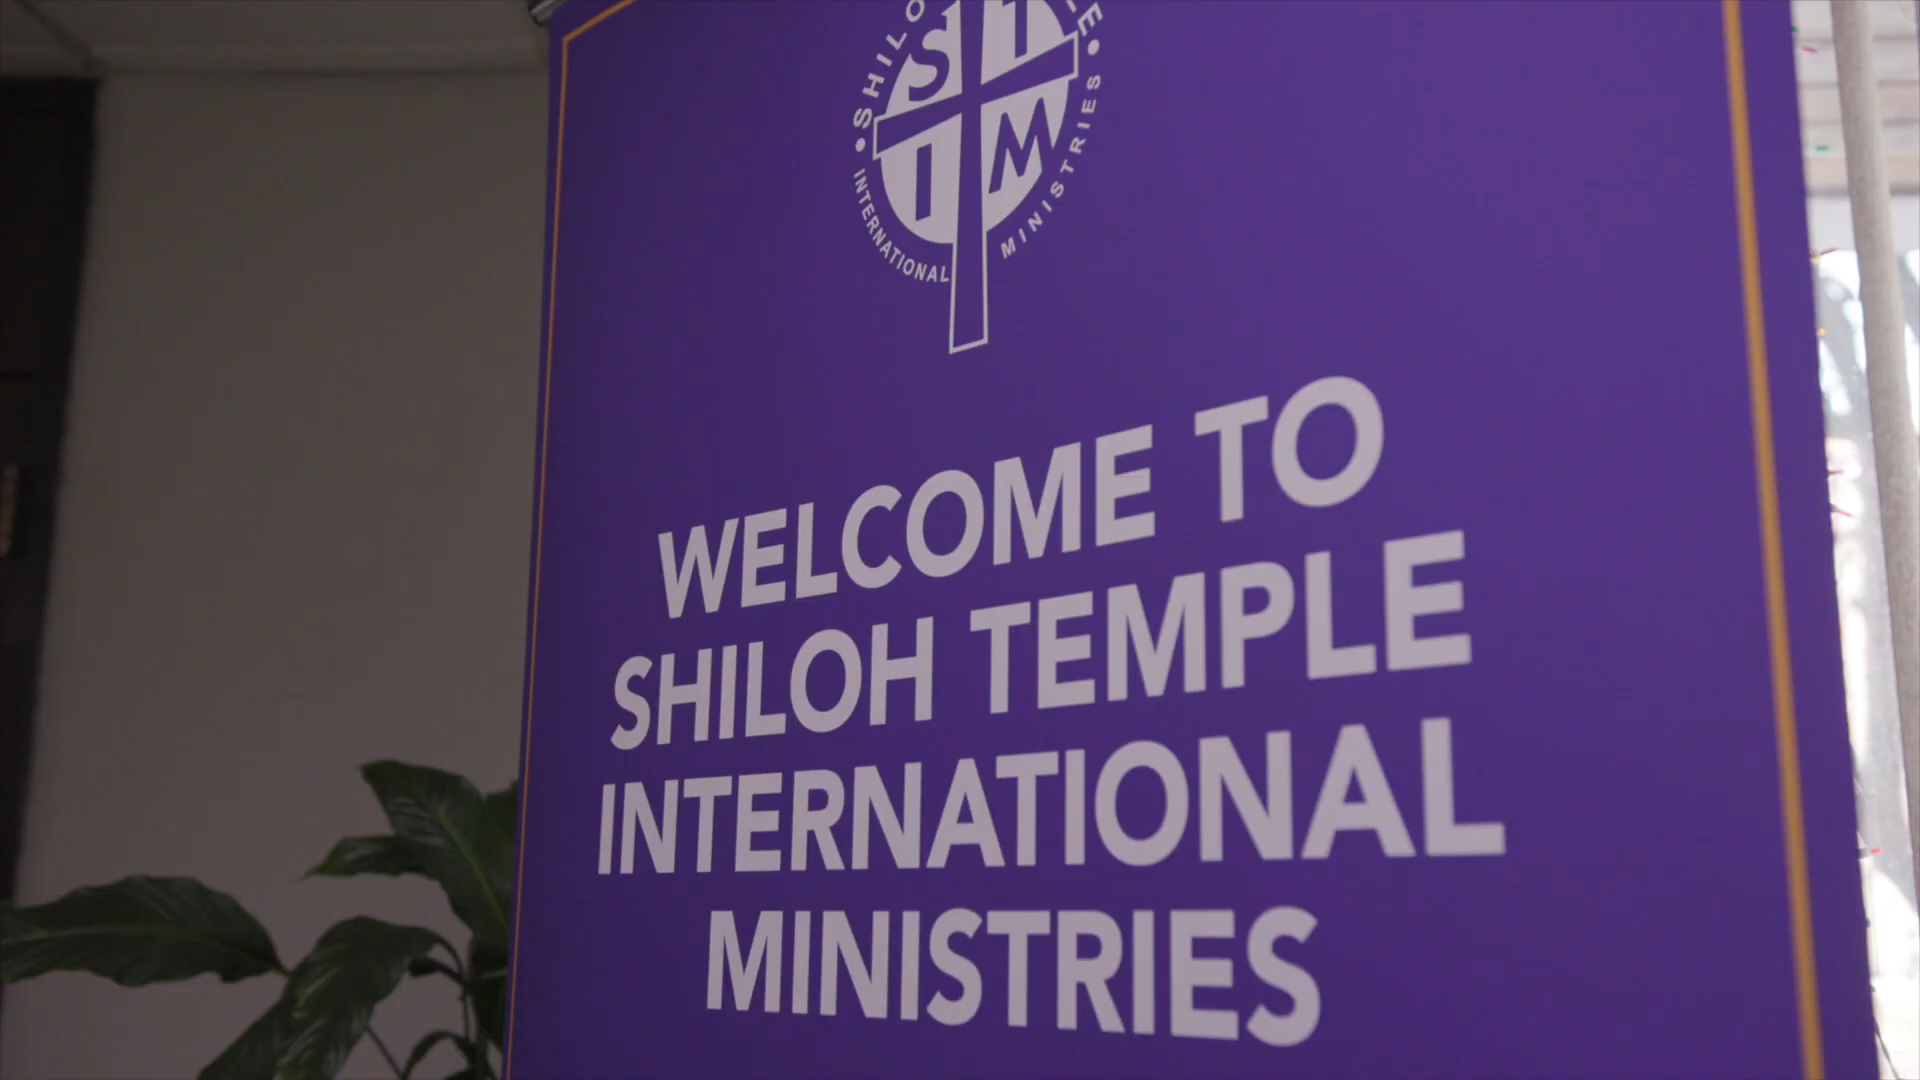 S T
I M
INTERNATIONAL MINISTRIES
WELCOME TO
SHILOH TEMPLE
INTERNATIONAL
MINISTRIES